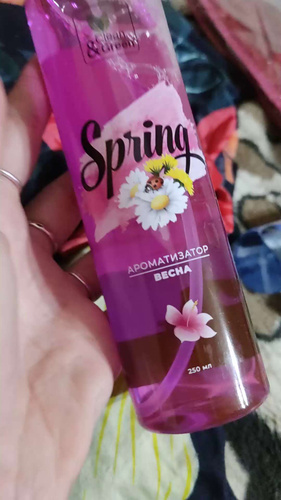 Clean
& Green
Spring
АРОМАТИЗАТОР
ВЕСНА
250 МЛ